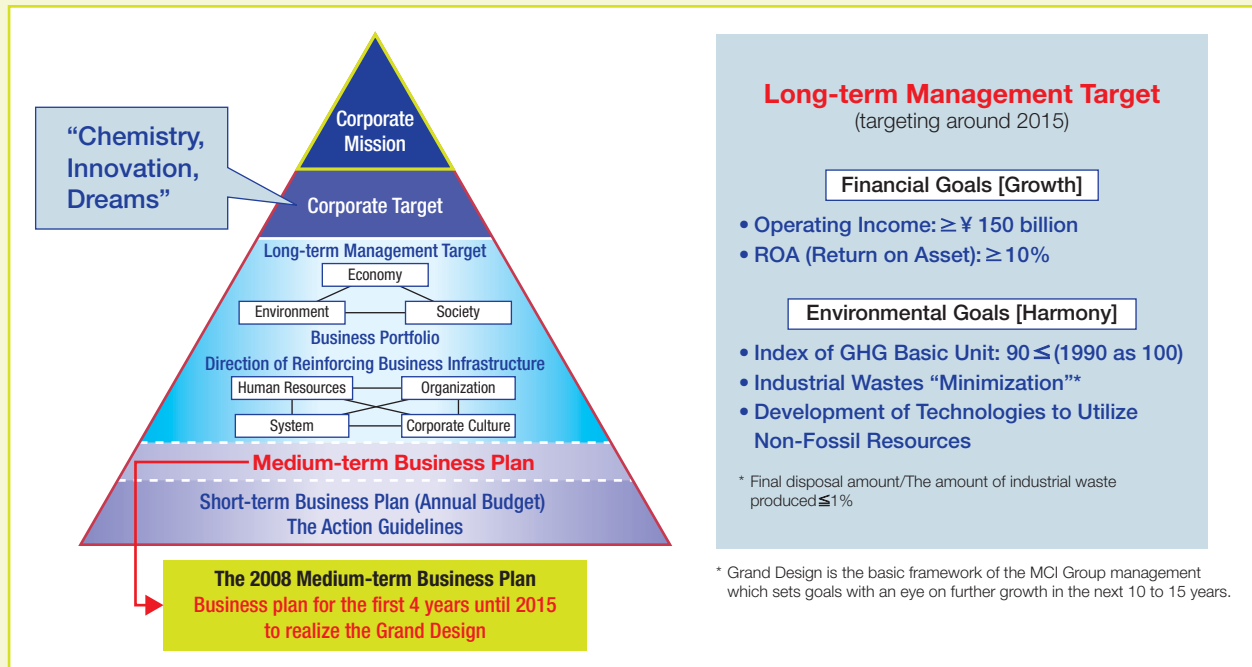 Corporate
Mission
“Chemistry,
Innovation,
Dreams”
Corporate Target
Long-term Management Target
Economy
Environment
Society
Business Portfolio
Direction of Reinforcing Business Infrastructure
Human Resources
Organization
System
Corporate Culture
Medium-term Business Plan
Short-term Business Plan (Annual Budget)
The Action Guidelines
The 2008 Medium-term Business Plan
Business plan for the first 4 years until 2015
to realize the Grand Design
Long-term Management Target
(targeting around 2015)
Financial Goals [Growth]
• Operating Income: ≥ ¥ 150 billion
• ROA (Return on Asset): ≥ 10%
Environmental Goals [Harmony]
• Index of GHG Basic Unit: 90 ≦ (1990 as 100)
• Industrial Wastes “Minimization”*
• Development of Technologies to Utilize
Non-Fossil Resources
* Final disposal amount/The amount of industrial waste
produced≦1%
* Grand Design is the basic framework of the MCI Group management
which sets goals with an eye on further growth in the next 10 to 15 years.